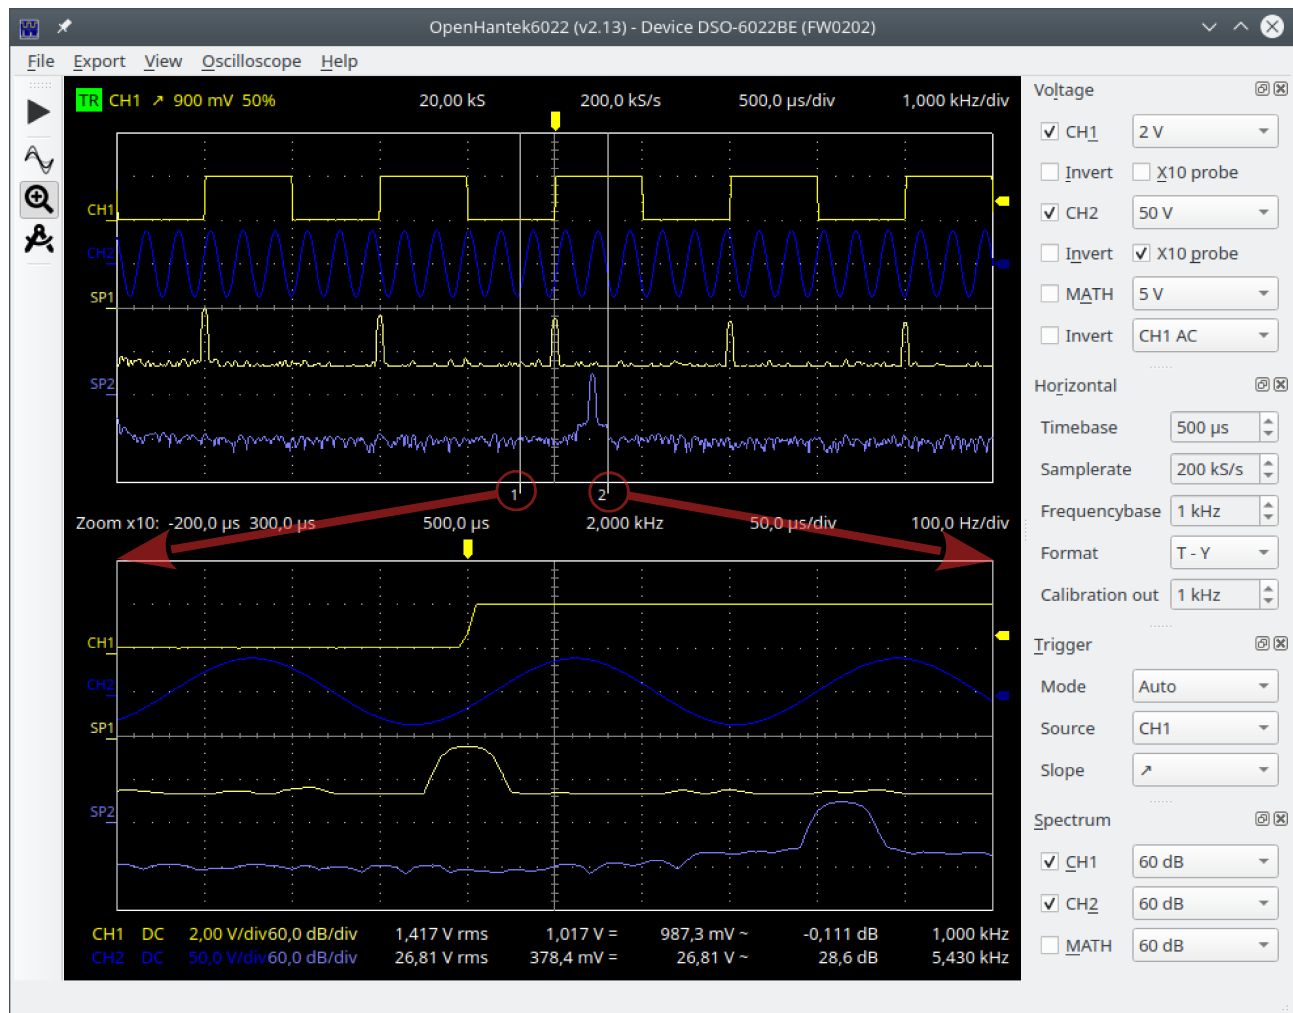 OpenHantek6022 (v2.13) - Device DSO-6022BE (FW0202)
File Export View Oscilloscope Help
TR CH1 ↗ 900 mV 50% 20,00 kS 200,0 kS/s 500,0 µs/div 1,000 kHz/div
CH1
CH2
SP1
SP2
1 2
Zoom x10: -200,0 µs 300,0 µs 500,0 µs 2,000 kHz 50,0 µs/div 100,0 Hz/div
CH1
CH2
SP1
SP2
CH1 DC 2,00 V/div 60,0 dB/div 1,417 V rms 1,017 V = 987,3 mV ~ -0,111 dB 1,000 kHz
CH2 DC 50,0 V/div 60,0 dB/div 26,81 V rms 378,4 mV = 26,81 V ~ 28,6 dB 5,430 kHz
Voltage
CH1 2 V
Invert X10 probe
CH2 50 V
Invert X10 probe
MATH 5 V
Invert CH1 AC
Horizontal
Timebase 500 µs
Samplerate 200 kS/s
Frequencybase 1 kHz
Format T - Y
Calibration out 1 kHz
Trigger
Mode Auto
Source CH1
Slope ↗
Spectrum
CH1 60 dB
CH2 60 dB
MATH 60 dB